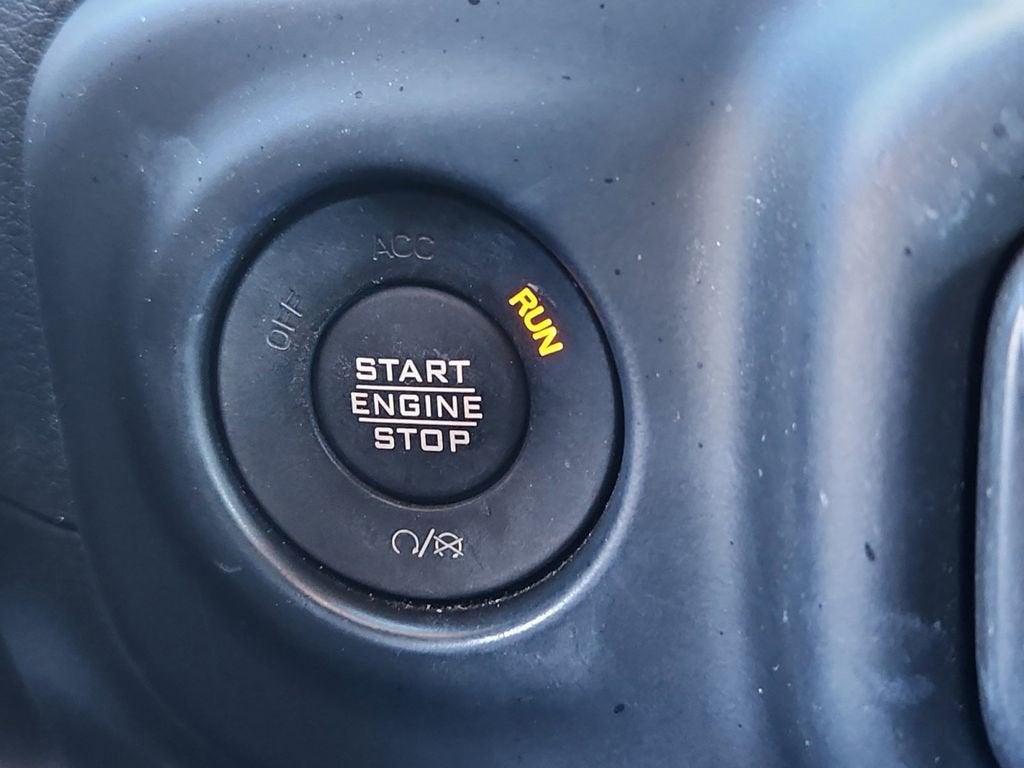 ACC
OFF
RUN
START
ENGINE
STOP